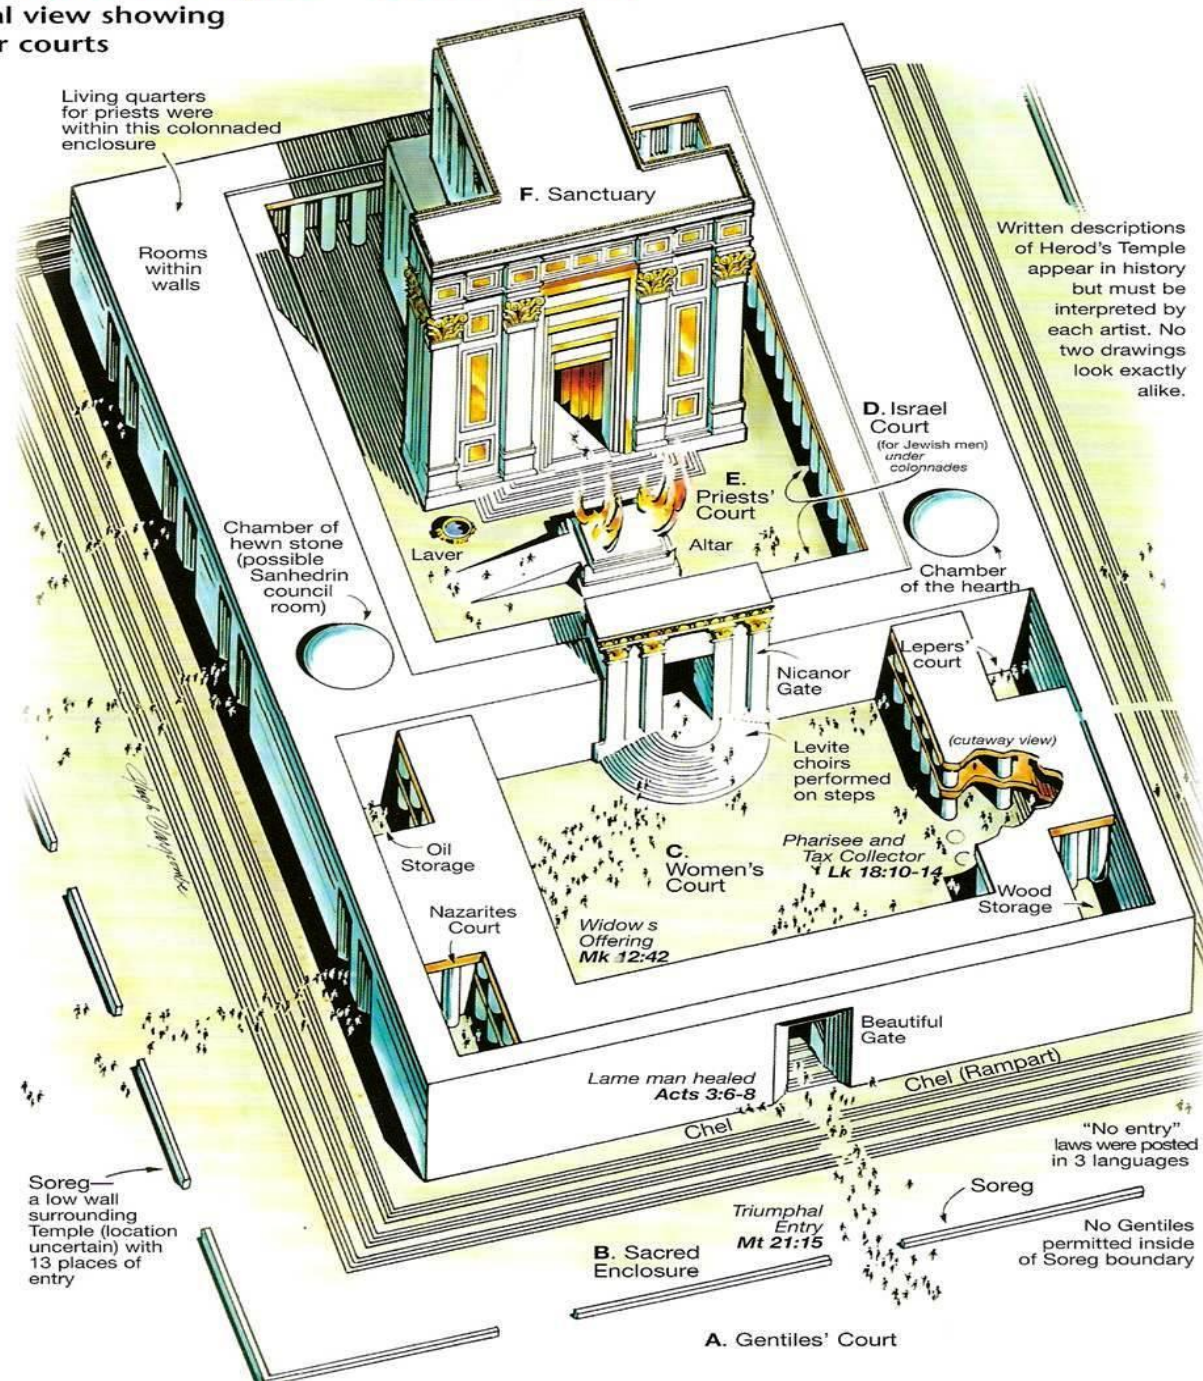 al view showing
r courts
Living quarters
for priests were
within this colonnaded
enclosure
F. Sanctuary
Rooms
within
walls
Written descriptions
of Herod's Temple
appear in history
but must be
interpreted by
each artist. No
two drawings
look exactly
alike.
D. Israel
Court
(for Jewish men)
under
colonnades
E.
Priests'
Court
Altar
Laver
Chamber of
hewn stone
(possible
Sanhedrin
council
room)
Chamber
of the hearth
Lepers'
court
Nicanor
Gate
(cutaway view)
Levite
choirs
performed
on steps
Oil
Storage
C.
Women's
Court
Pharisee and
Tax Collector
Lk 18:10-14
Wood
Storage
Nazarites
Court
Widow s
Offering
Mk 12:42
Beautiful
Gate
Lame man healed
Acts 3:6-8
Chel
Chel (Rampart)
"No entry"
laws were posted
in 3 languages
Soreg—
a low wall
surrounding
Temple (location
uncertain) with
13 places of
entry
Soreg
Triumphal
Entry
Mt 21:15
No Gentiles
permitted inside
of Soreg boundary
B. Sacred
Enclosure
A. Gentiles' Court